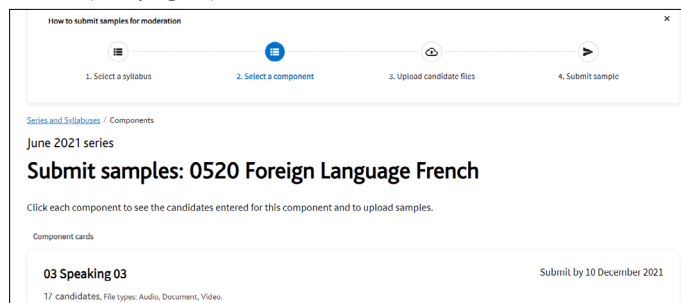 How to submit samples for moderation
×
1. Select a syllabus
2. Select a component
3. Upload candidate files
4. Submit sample
Series and Syllabuses / Components
June 2021 series
Submit samples: 0520 Foreign Language French
Click each component to see the candidates entered for this component and to upload samples.
Component cards
03 Speaking 03
Submit by 10 December 2021
17 candidates, File types: Audio, Document, Video.